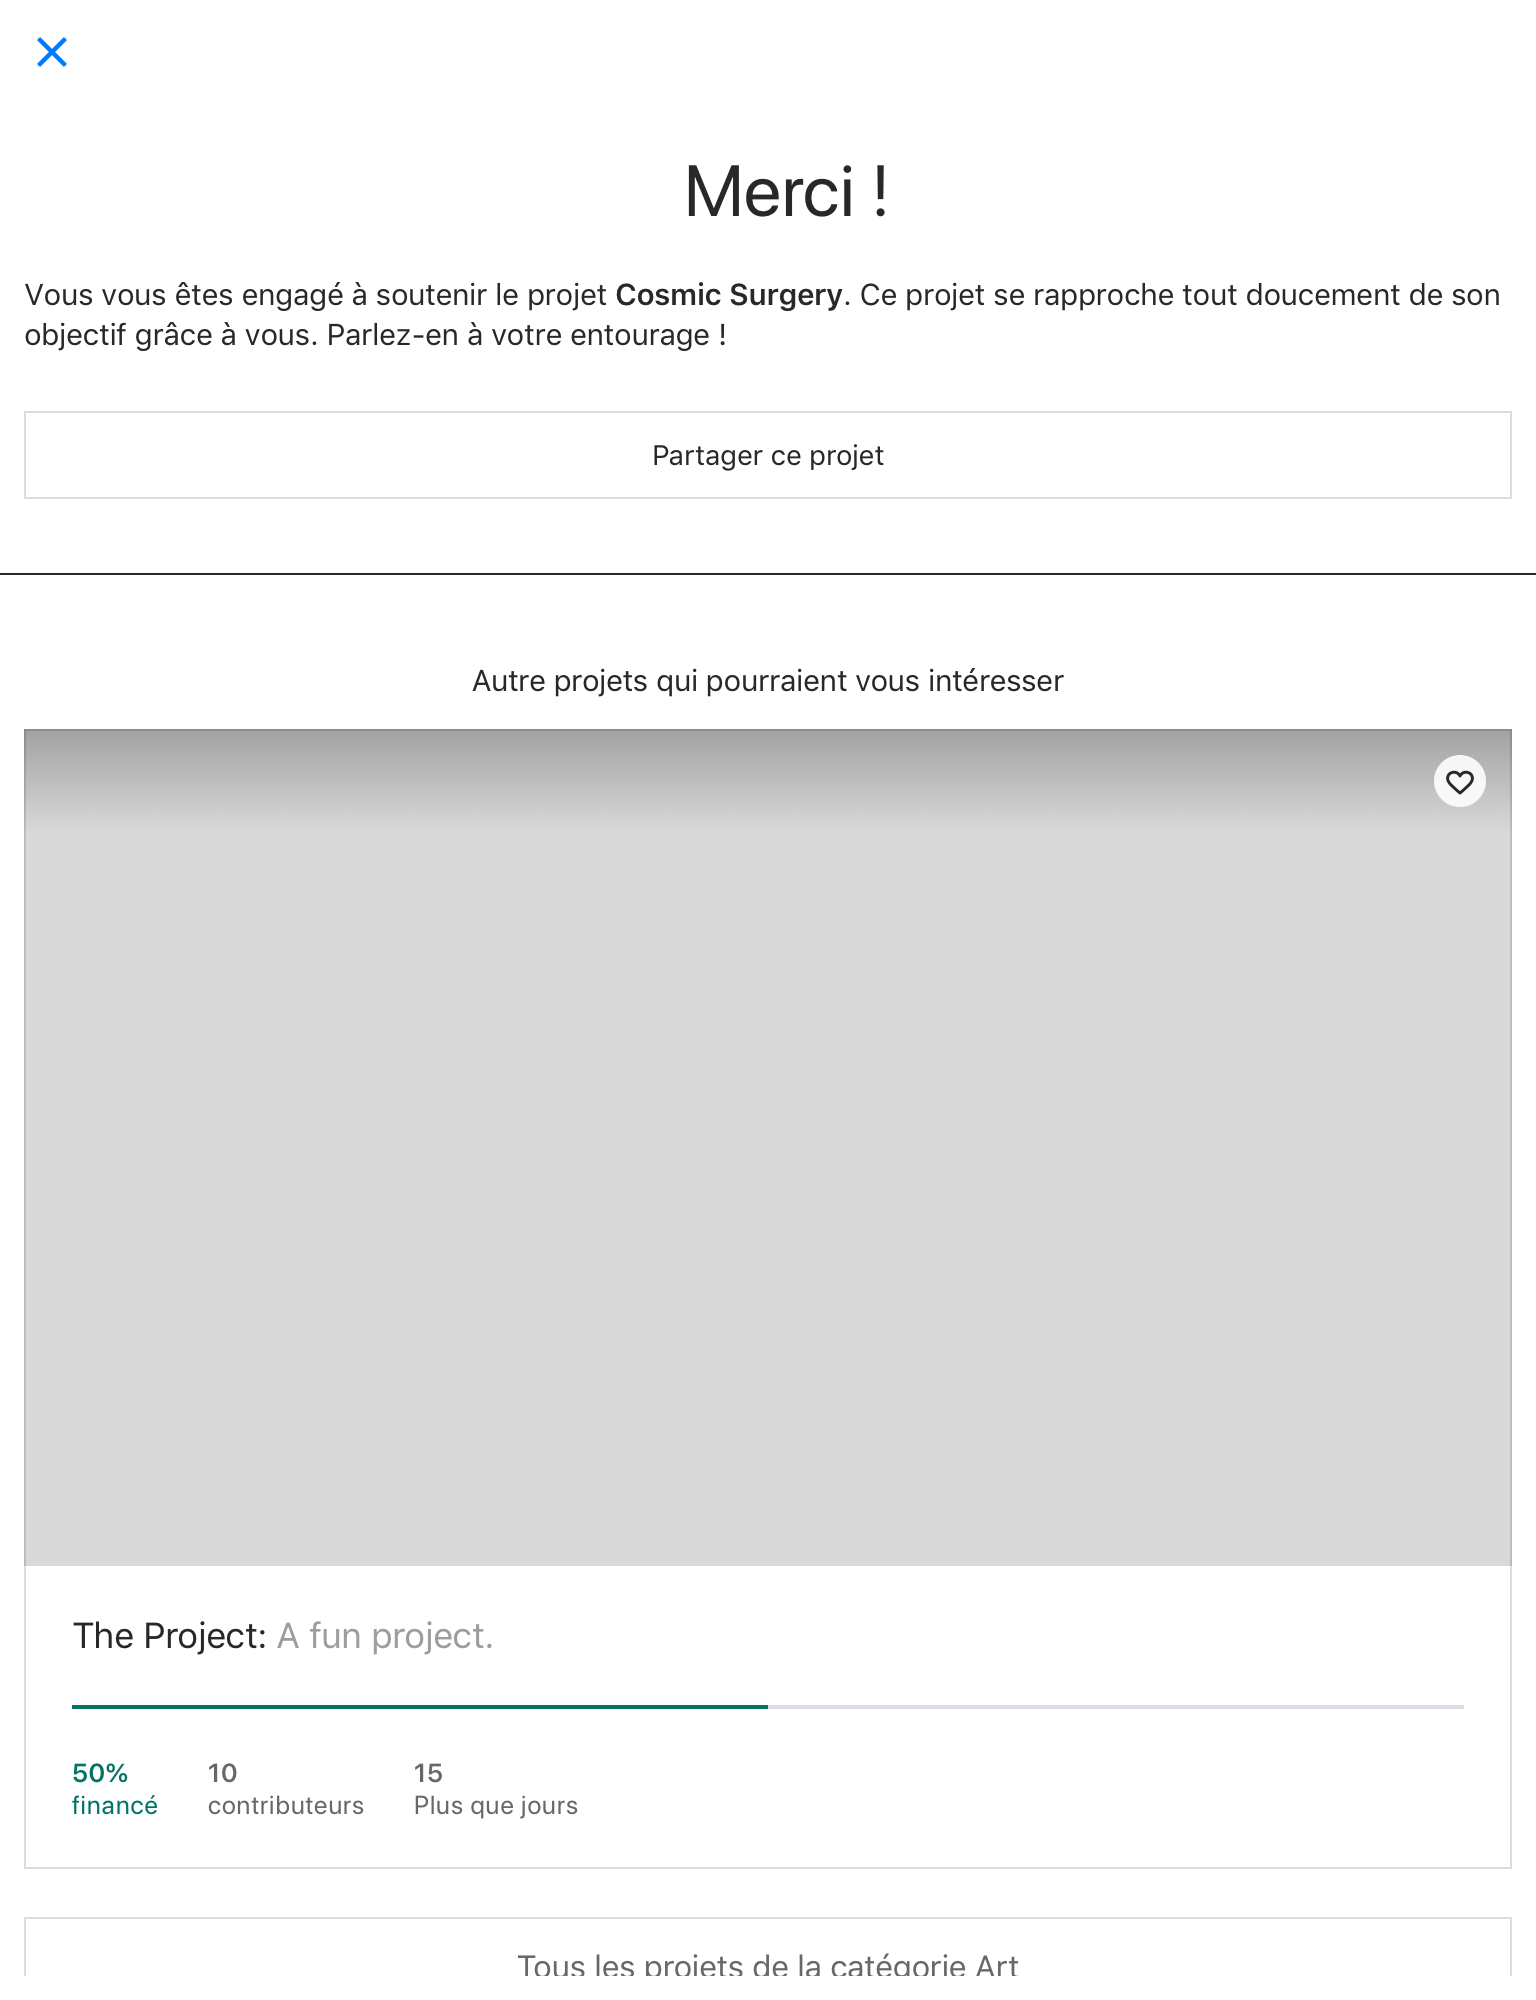 Merci !
Vous vous êtes engagé à soutenir le projet Cosmic Surgery. Ce projet se rapproche tout doucement de son
objectif grâce à vous. Parlez-en à votre entourage !
Partager ce projet
Autre projets qui pourraient vous intéresser
The Project: A fun project.
50%
financé
10
contributeurs
15
Plus que jours
Tous les projets de la catégorie Art